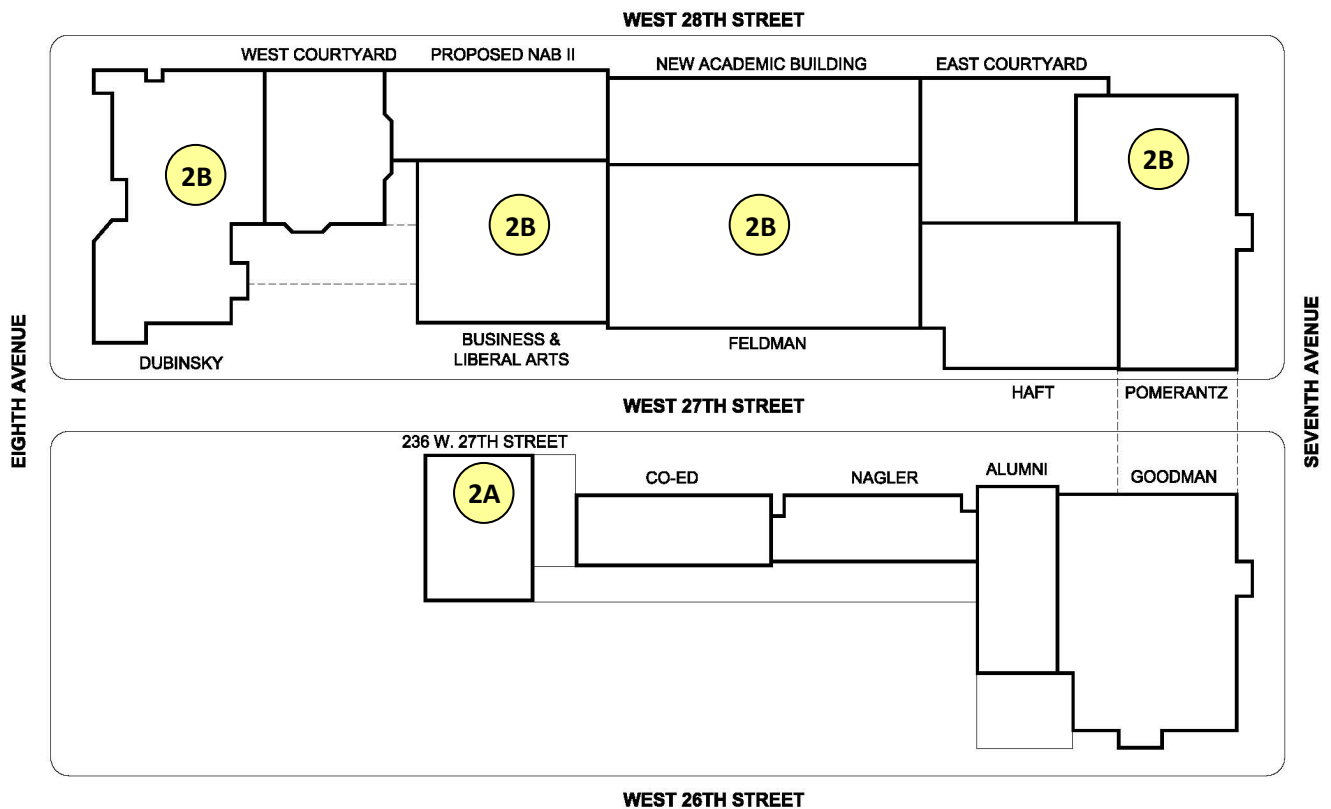 WEST 28TH STREET
WEST COURTYARD
PROPOSED NAB II
NEW ACADEMIC BUILDING
EAST COURTYARD
2B
2B
2B
2B
DUBINSKY
BUSINESS &
LIBERAL ARTS
FELDMAN
HAFT
POMERANTZ
EIGHTH AVENUE
WEST 27TH STREET
SEVENTH AVENUE
236 W. 27TH STREET
2A
CO-ED
NAGLER
ALUMNI
GOODMAN
WEST 26TH STREET